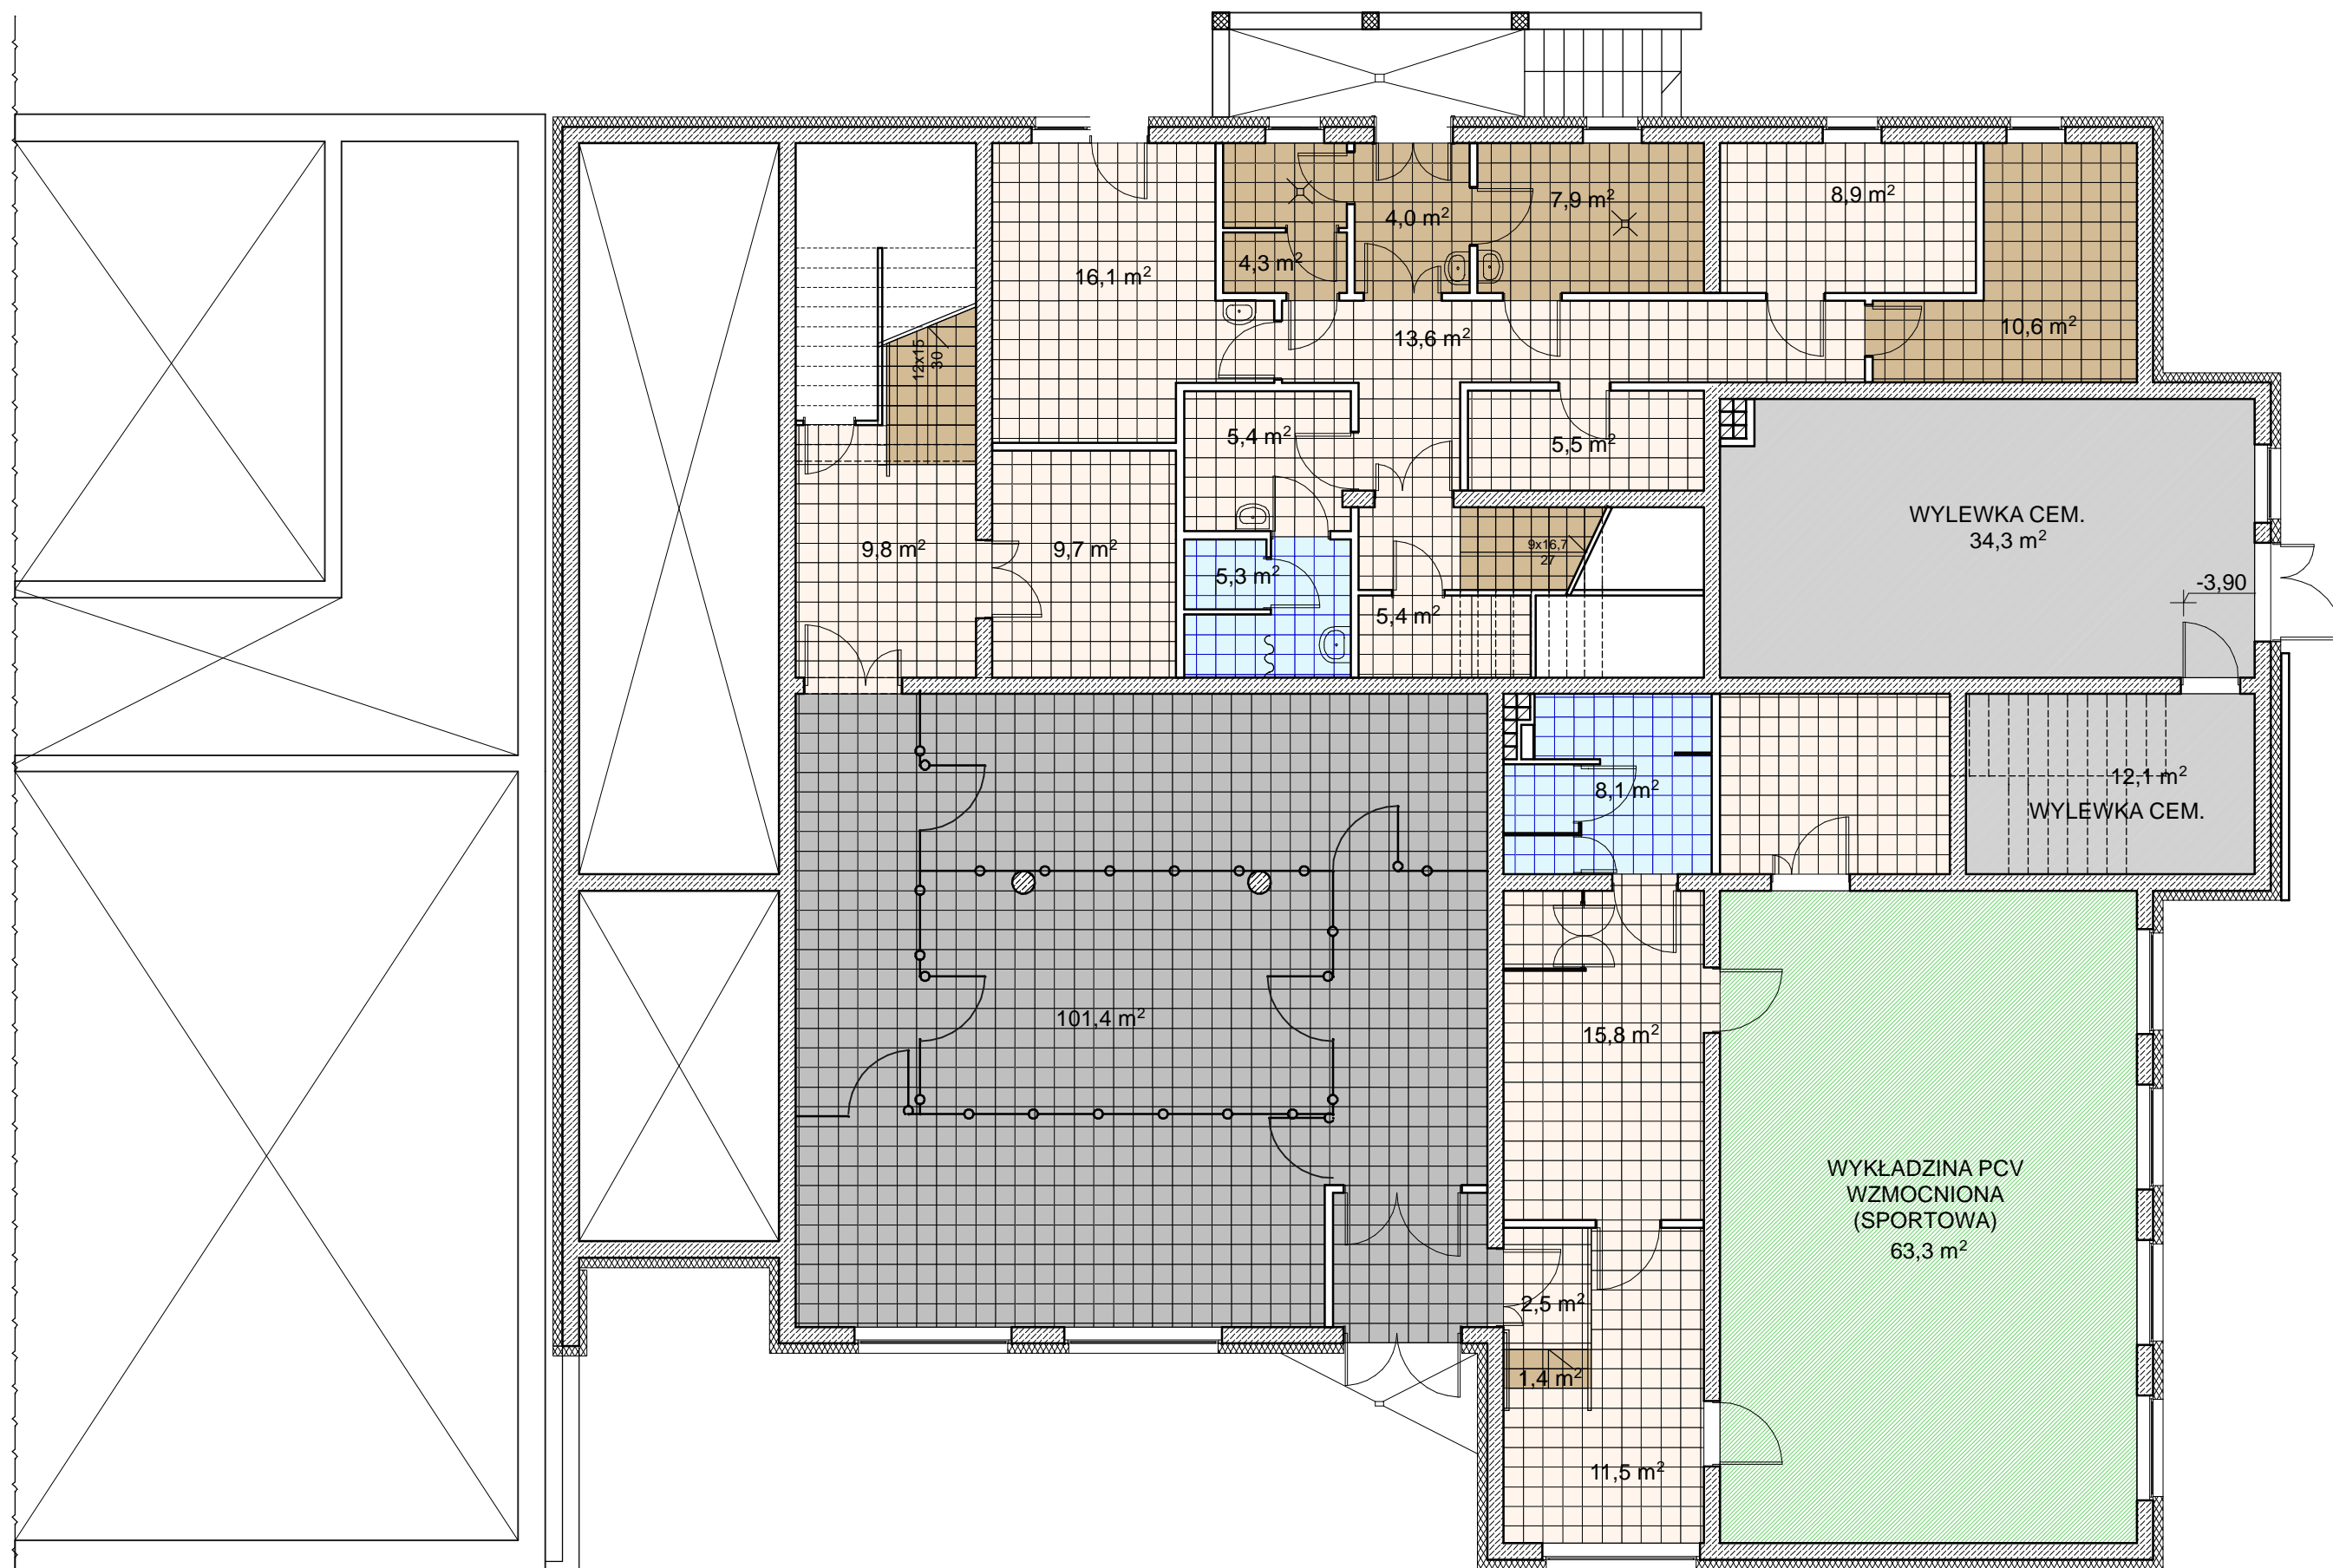 7,9 m²
8,9 m²
4,0 m²
4,3 m²
16,1 m²
13,6 m²
10,6 m²
12x15
30
5,4 m²
5,5 m²
WYLEWKA CEM.
34,3 m²
9,8 m²
9,7 m²
9x16,7
27
5,3 m²
-3,90
5,4 m²
12,1 m²
WYLEWKA CEM.
8,1 m²
101,4 m²
15,8 m²
WYKŁADZINA PCV
WZMOCNIONA
(SPORTOWA)
63,3 m²
2,5 m²
1,4 m²
11,5 m²